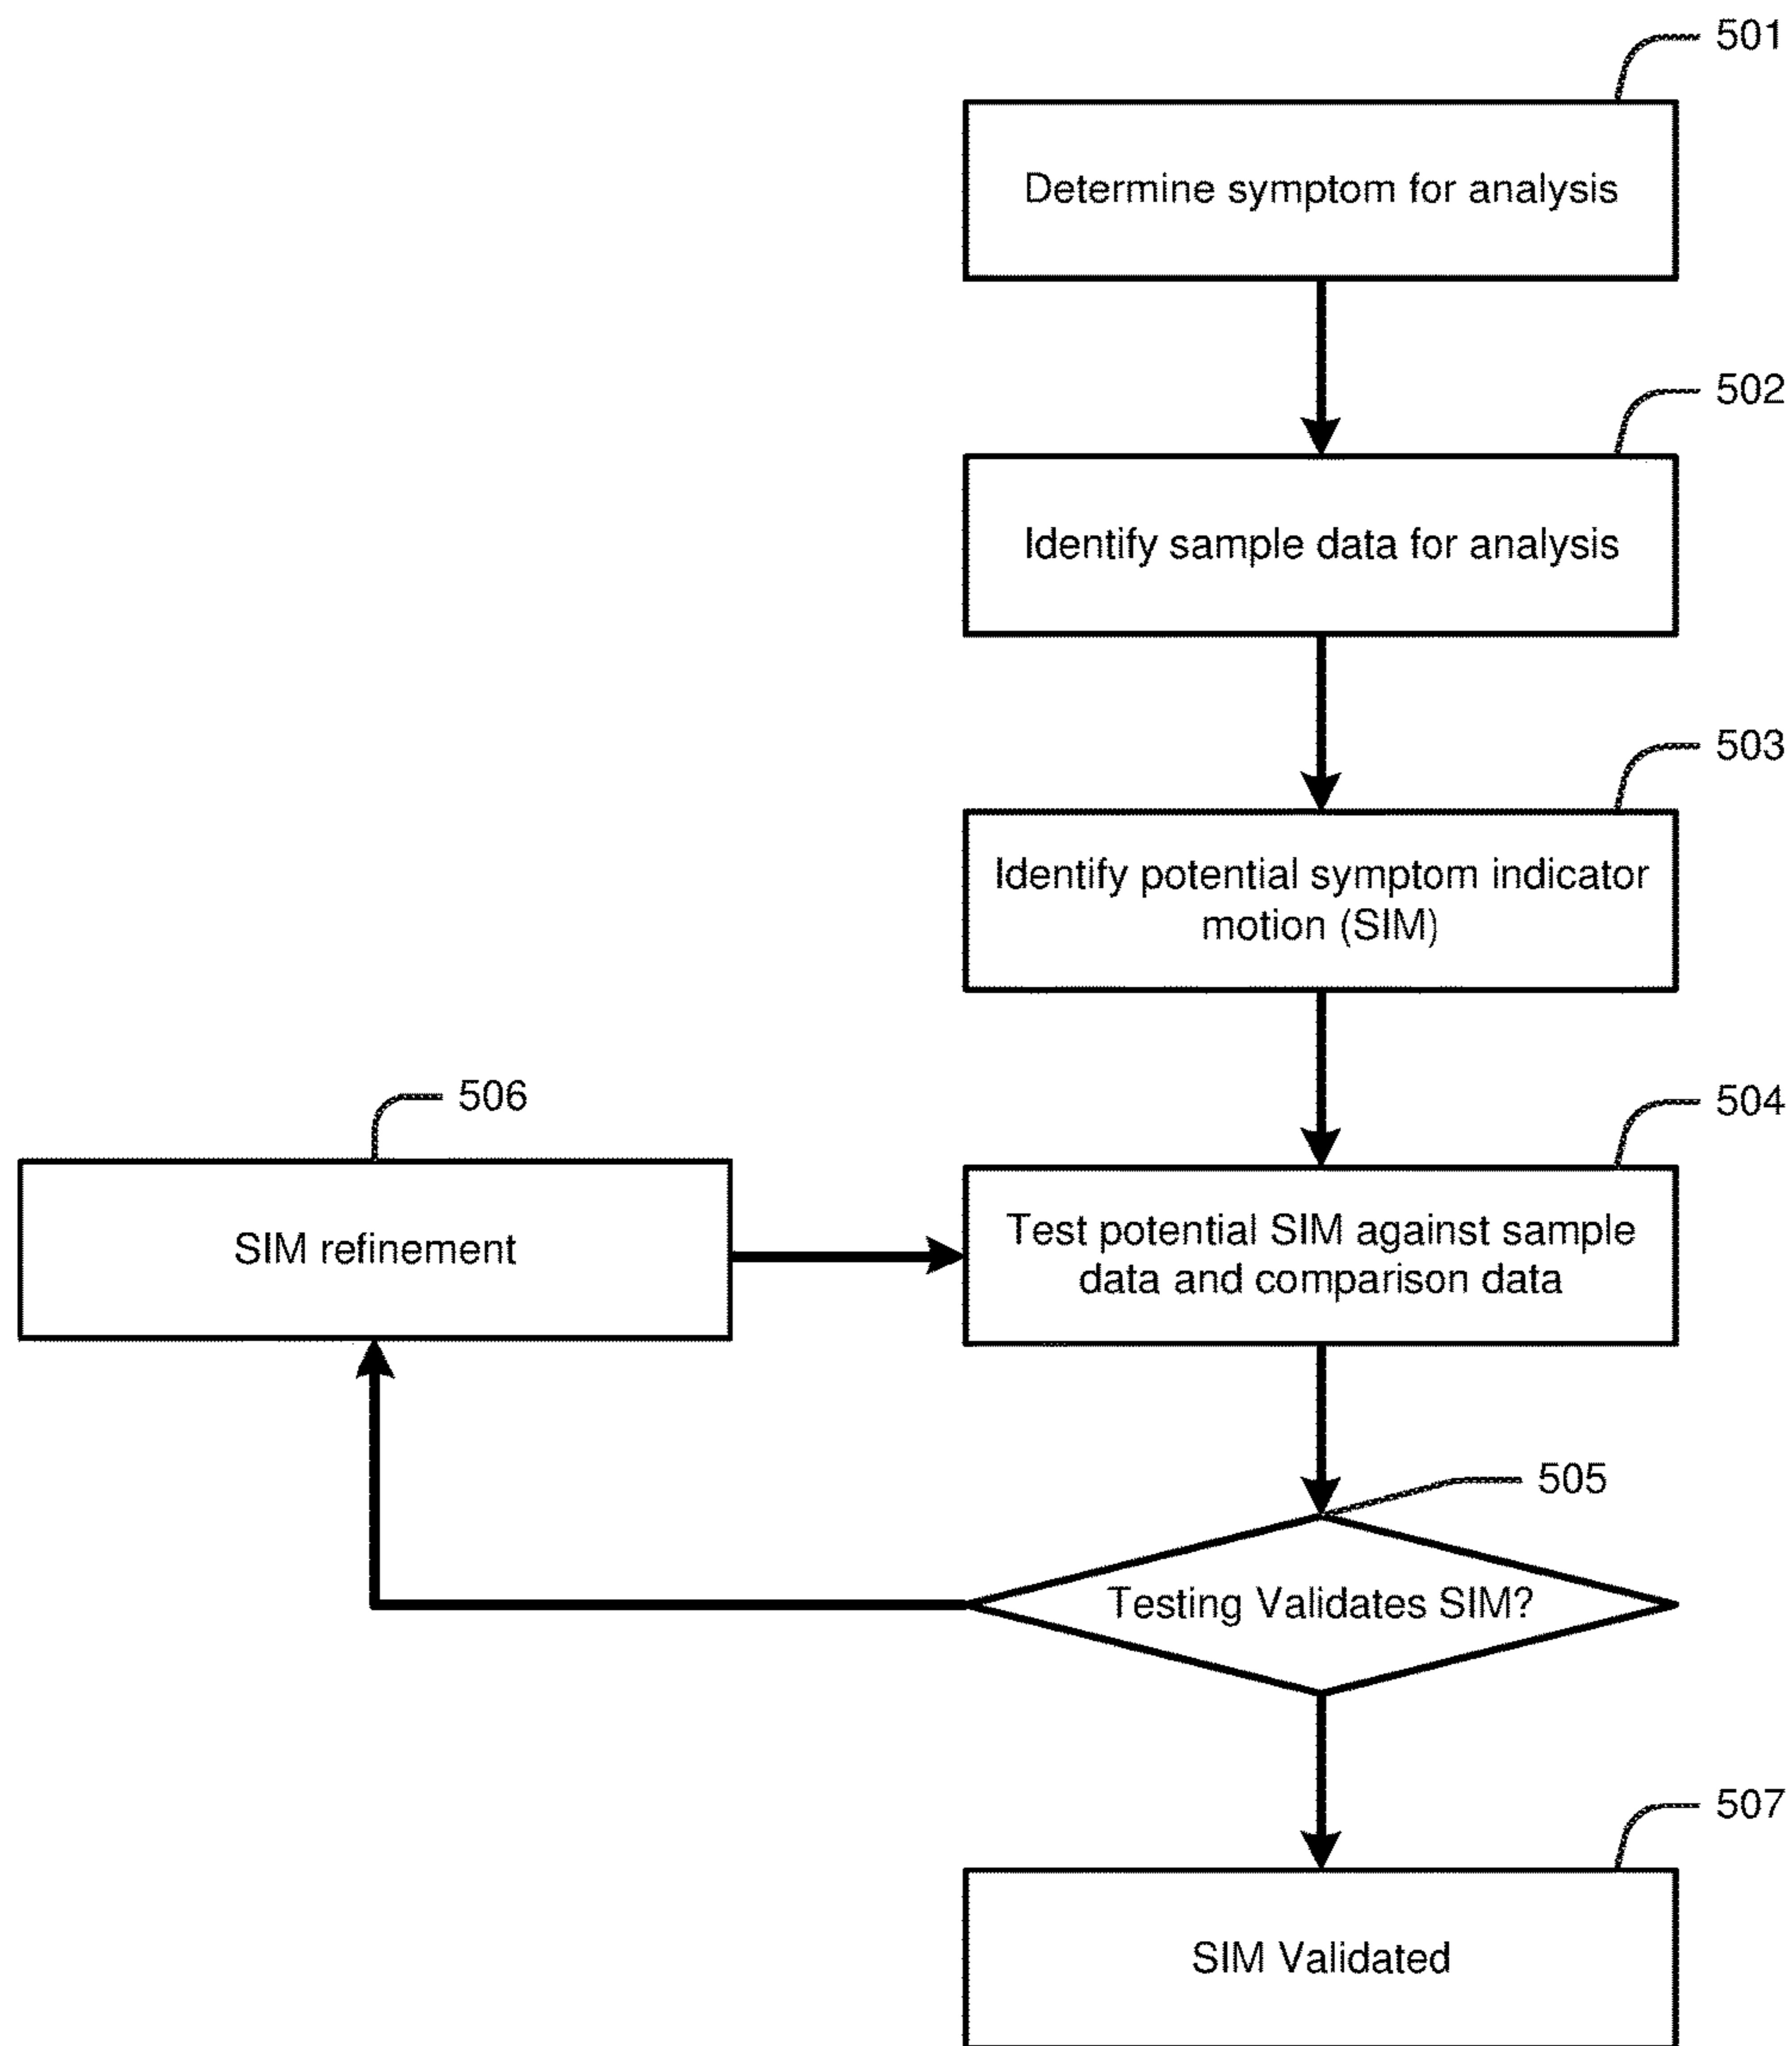 501
Determine symptom for analysis
502
Identify sample data for analysis
503
Identify potential symptom indicator
motion (SIM)
506
504
SIM refinement
Test potential SIM against sample
data and comparison data
505
Testing Validates SIM?
507
SIM Validated